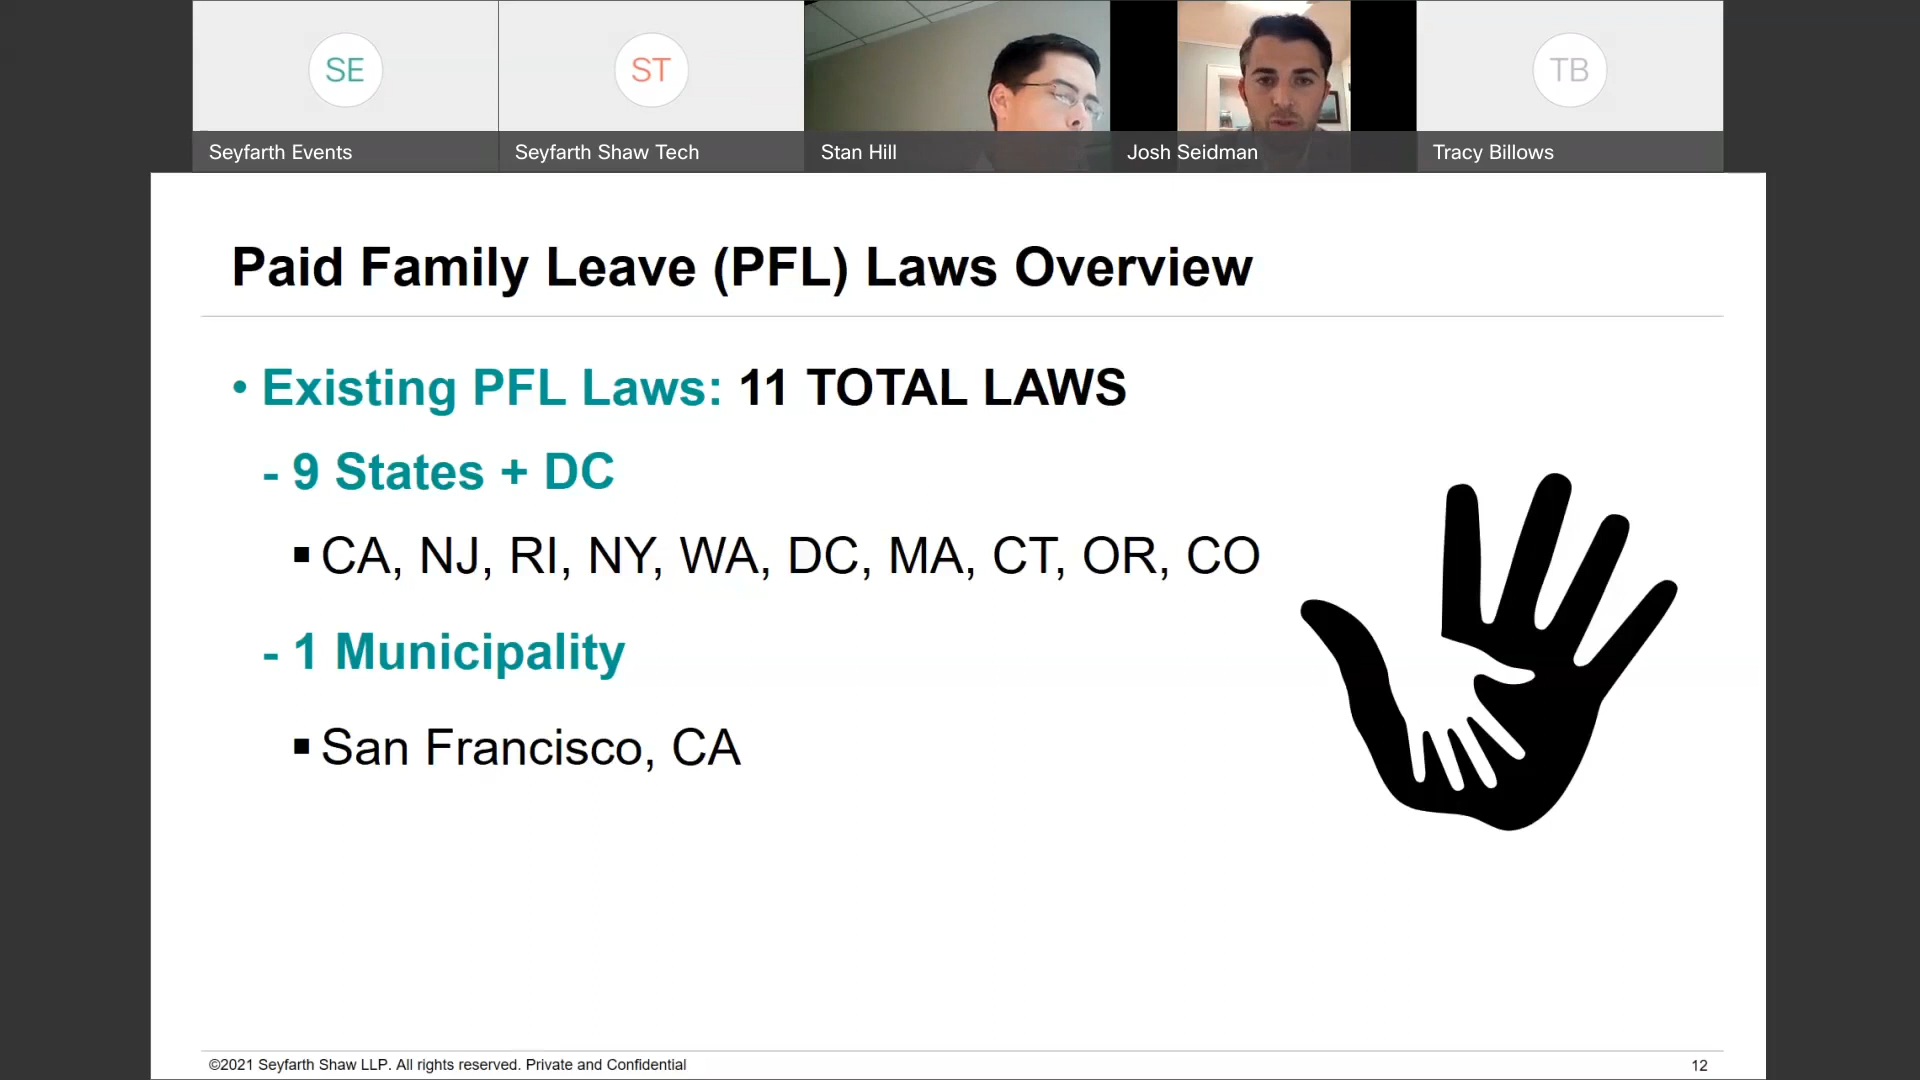 SE
ST
TB
Seyfarth Events
Seyfarth Shaw Tech
Stan Hill
Josh Seidman
Tracy Billows
Paid Family Leave (PFL) Laws Overview
• Existing PFL Laws: 11 TOTAL LAWS
- 9 States + DC
▪ CA, NJ, RI, NY, WA, DC, MA, CT, OR, CO
- 1 Municipality
▪ San Francisco, CA
©2021 Seyfarth Shaw LLP. All rights reserved. Private and Confidential
12